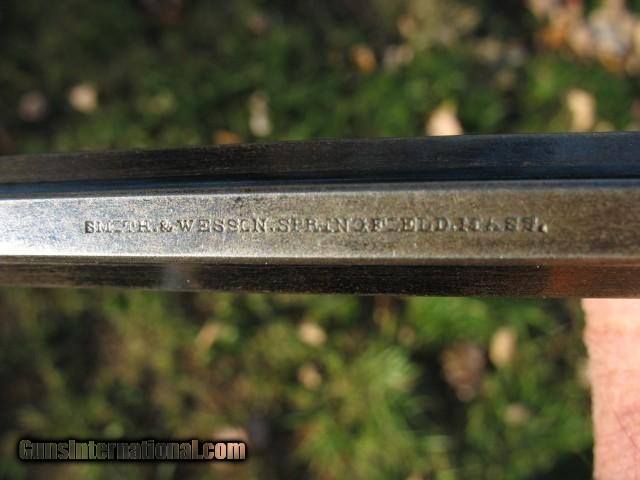 SMITH & WESSON. SPRINGFIELD. MASS.
GunsInternational.com